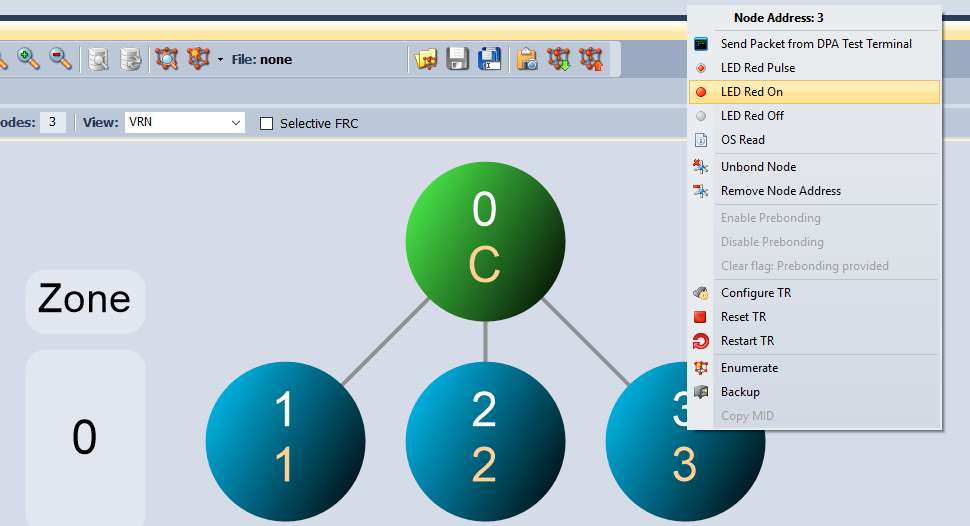 File: none
odes: 3
View: VRN
Selective FRC
Node Address: 3
Send Packet from DPA Test Terminal
LED Red Pulse
LED Red On
LED Red Off
OS Read
Unbond Node
Remove Node Address
Enable Prebonding
Disable Prebonding
Clear flag: Prebonding provided
Configure TR
Reset TR
Restart TR
Enumerate
Backup
Copy MID
0
C
Zone
0
1
1
2
2
3
3